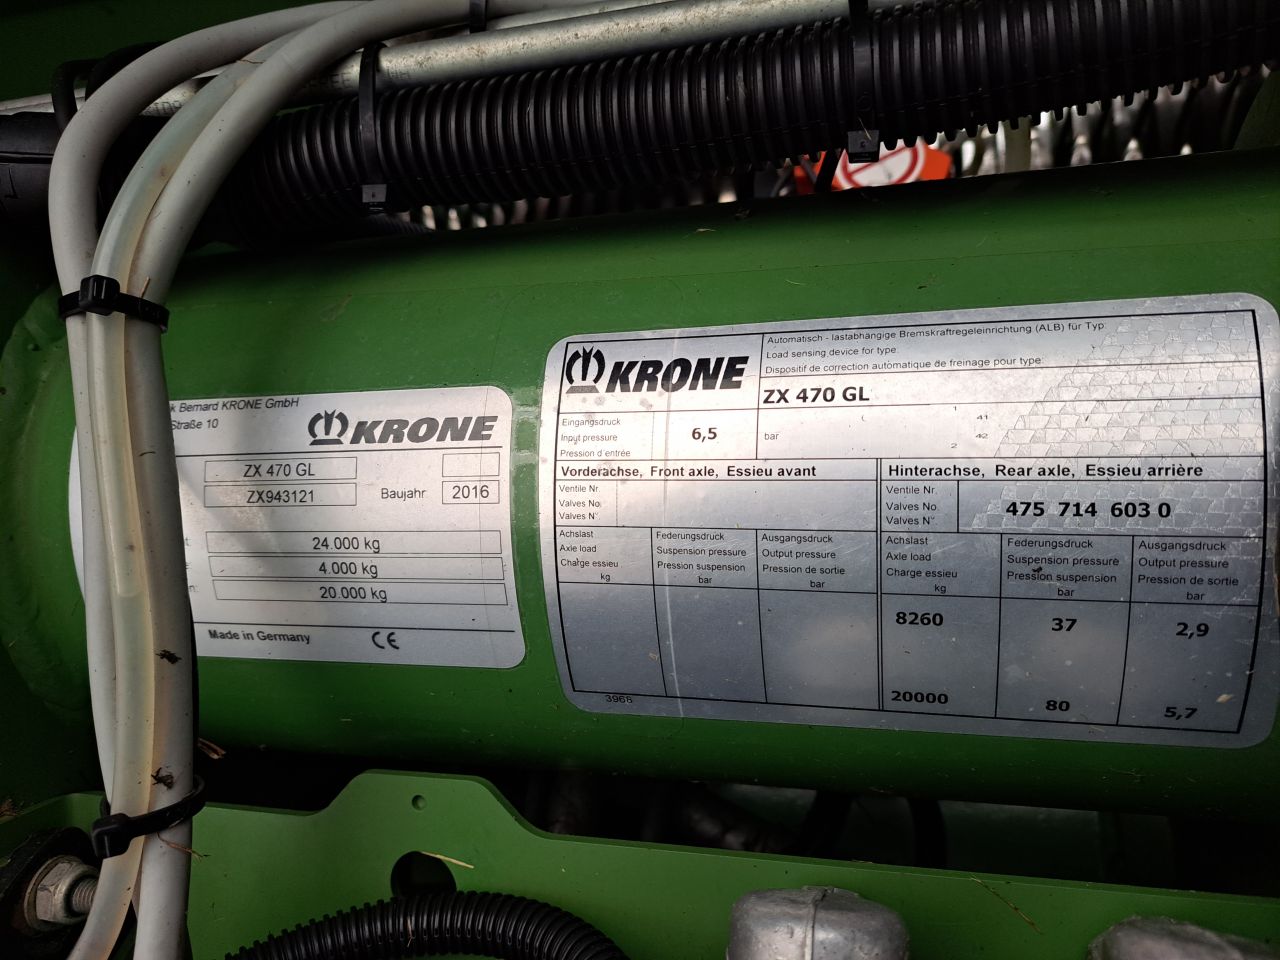 k Bernard KRONE GmbH
Straße 10
KRONE
ZX 470 GL
ZX943121
Baujahr
2016
24.000 kg
4.000 kg
20.000 kg
Made in Germany
CE
KRONE
Automatisch - lastabhängige Bremskraftregeleinrichtung (ALB) für Typ:
Load sensing device for type:
Dispositif de correction automatique de freinage pour type:
ZX 470 GL
Eingangsdruck
Input pressure
Pression d'entrée
6,5
bar
1 41
2 42
Vorderachse, Front axle, Essieu avant
Ventile Nr.
Valves No.
Valves N°
Achslast
Axle load
Charge essieu
kg
Federungsdruck
Suspension pressure
Pression suspension
bar
Ausgangsdruck
Output pressure
Pression de sortie
bar
Hinterachse, Rear axle, Essieu arrière
Ventile Nr.
Valves No.
Valves N°
475 714 603 0
Achslast
Axle load
Charge essieu
kg
Federungsdruck
Suspension pressure
Pression suspension
bar
Ausgangsdruck
Output pressure
Pression de sortie
bar
8260 37 2,9
20000 80 5,7
3966